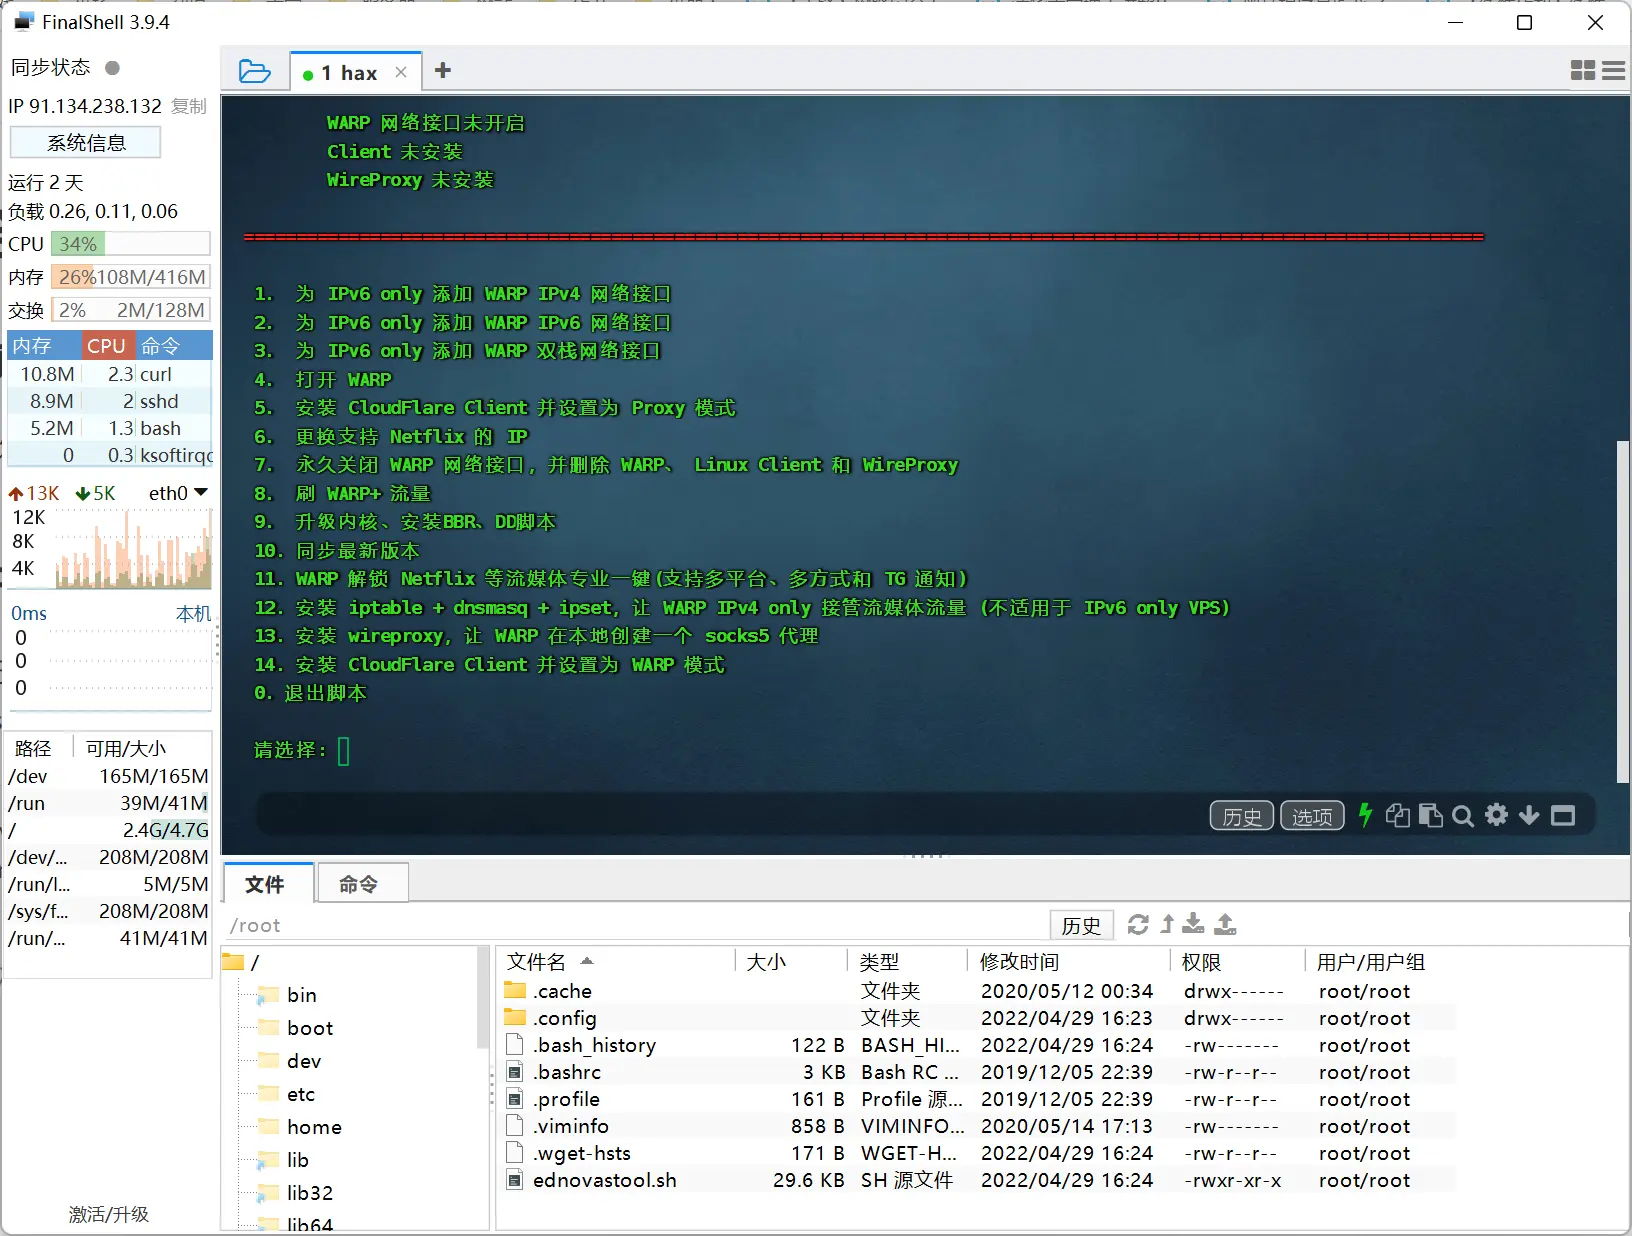 FinalShell 3.9.4
同步状态
IP 91.134.238.132 复制
系统信息
运行 2 天
负载 0.26, 0.11, 0.06
CPU 34%
内存 26% 108M/416M
交换 2% 2M/128M
内存 CPU 命令
10.8M 2.3 curl
8.9M 2 sshd
5.2M 1.3 bash
0 0.3 ksoftirqc
13K 5K eth0
12K
8K
4K
0ms 本机
0
0
0
路径 可用/大小
/dev 165M/165M
/run 39M/41M
/ 2.4G/4.7G
/dev/... 208M/208M
/run/l... 5M/5M
/sys/f... 208M/208M
/run/... 41M/41M
激活/升级
1 hax
WARP 网络接口未开启
Client 未安装
WireProxy 未安装
1. 为 IPv6 only 添加 WARP IPv4 网络接口
2. 为 IPv6 only 添加 WARP IPv6 网络接口
3. 为 IPv6 only 添加 WARP 双栈网络接口
4. 打开 WARP
5. 安装 CloudFlare Client 并设置为 Proxy 模式
6. 更换支持 Netflix 的 IP
7. 永久关闭 WARP 网络接口，并删除 WARP、 Linux Client 和 WireProxy
8. 刷 WARP+ 流量
9. 升级内核、安装BBR、DD脚本
10. 同步最新版本
11. WARP 解锁 Netflix 等流媒体专业一键(支持多平台、多方式和 TG 通知)
12. 安装 iptable + dnsmasq + ipset，让 WARP IPv4 only 接管流媒体流量 (不适用于 IPv6 only VPS)
13. 安装 wireproxy，让 WARP 在本地创建一个 socks5 代理
14. 安装 CloudFlare Client 并设置为 WARP 模式
0. 退出脚本
请选择:
历史 选项
文件 命令
/root 历史
/
bin
boot
dev
etc
home
lib
lib32
lib64
文件名 大小 类型 修改时间 权限 用户/用户组
.cache 文件夹 2020/05/12 00:34 drwx------ root/root
.config 文件夹 2022/04/29 16:23 drwx------ root/root
.bash_history 122 B BASH_HI... 2022/04/29 16:24 -rw------- root/root
.bashrc 3 KB Bash RC ... 2019/12/05 22:39 -rw-r--r-- root/root
.profile 161 B Profile 源... 2019/12/05 22:39 -rw-r--r-- root/root
.viminfo 858 B VIMINFO... 2020/05/14 17:13 -rw------- root/root
.wget-hsts 171 B WGET-H... 2022/04/29 16:24 -rw-r--r-- root/root
ednovastool.sh 29.6 KB SH 源文件 2022/04/29 16:24 -rwxr-xr-x root/root